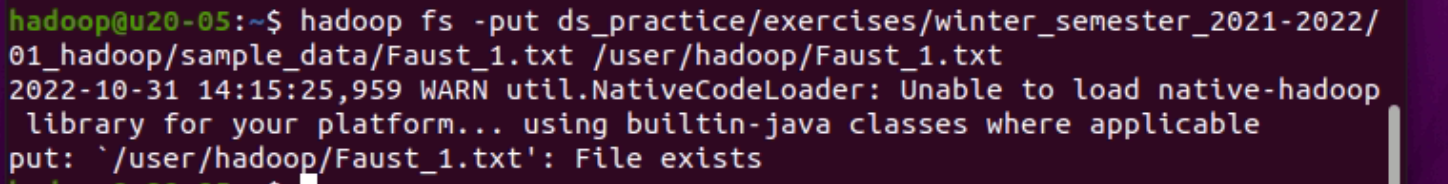 hadoop@u20-05:~$ hadoop fs -put ds_practice/exercises/winter_semester_2021-2022/
01_hadoop/sample_data/Faust_1.txt /user/hadoop/Faust_1.txt
2022-10-31 14:15:25,959 WARN util.NativeCodeLoader: Unable to load native-hadoop
 library for your platform... using builtin-java classes where applicable
put: `/user/hadoop/Faust_1.txt': File exists